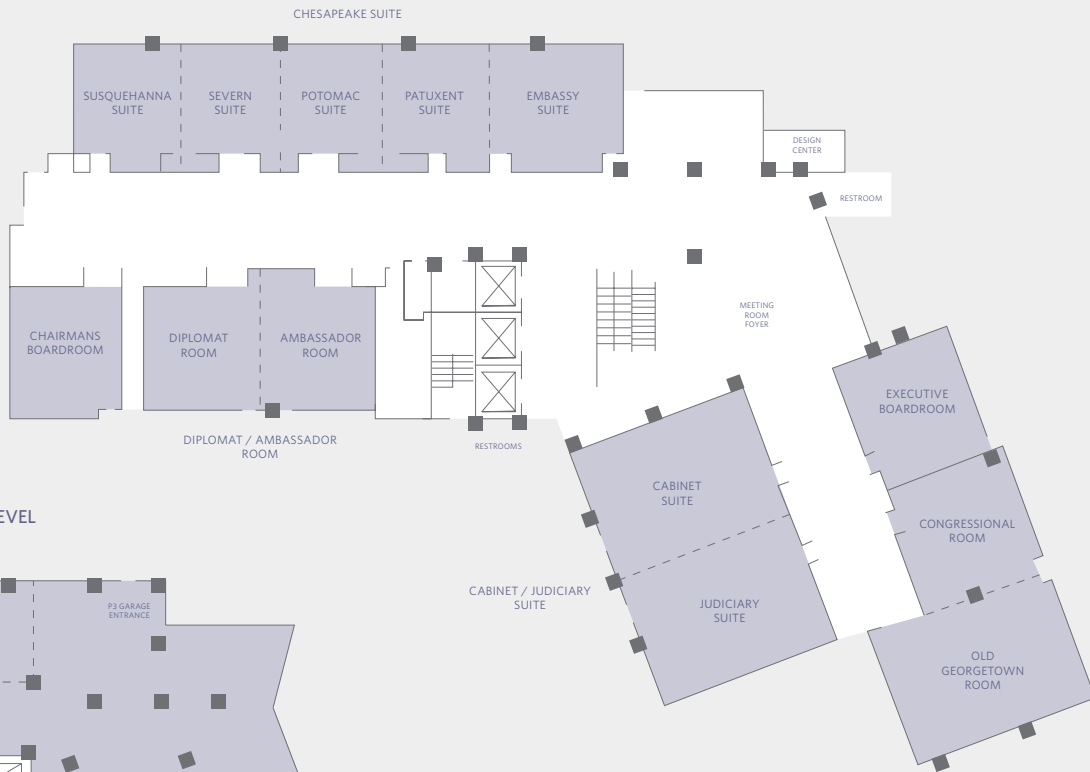 CHESAPEAKE SUITE
SUSQUEHANNA
SUITE
SEVERN
SUITE
POTOMAC
SUITE
PATUXENT
SUITE
EMBASSY
SUITE
DESIGN
CENTER
RESTROOM
MEETING
ROOM
FOYER
CHAIRMANS
BOARDROOM
DIPLOMAT
ROOM
AMBASSADOR
ROOM
DIPLOMAT / AMBASSADOR
ROOM
RESTROOMS
EXECUTIVE
BOARDROOM
CABINET
SUITE
CONGRESSIONAL
ROOM
EVEL
CABINET / JUDICIARY
SUITE
JUDICIARY
SUITE
P3 GARAGE
ENTRANCE
OLD
GEORGETOWN
ROOM